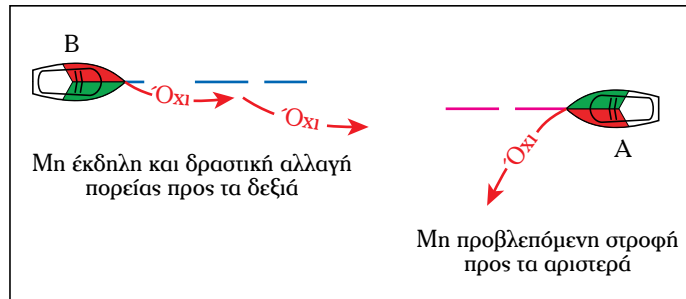 B
Όχι
Όχι
Μη έκδηλη και δραστική αλλαγή
πορείας προς τα δεξιά
Όχι
A
Μη προβλεπόμενη στροφή
προς τα αριστερά